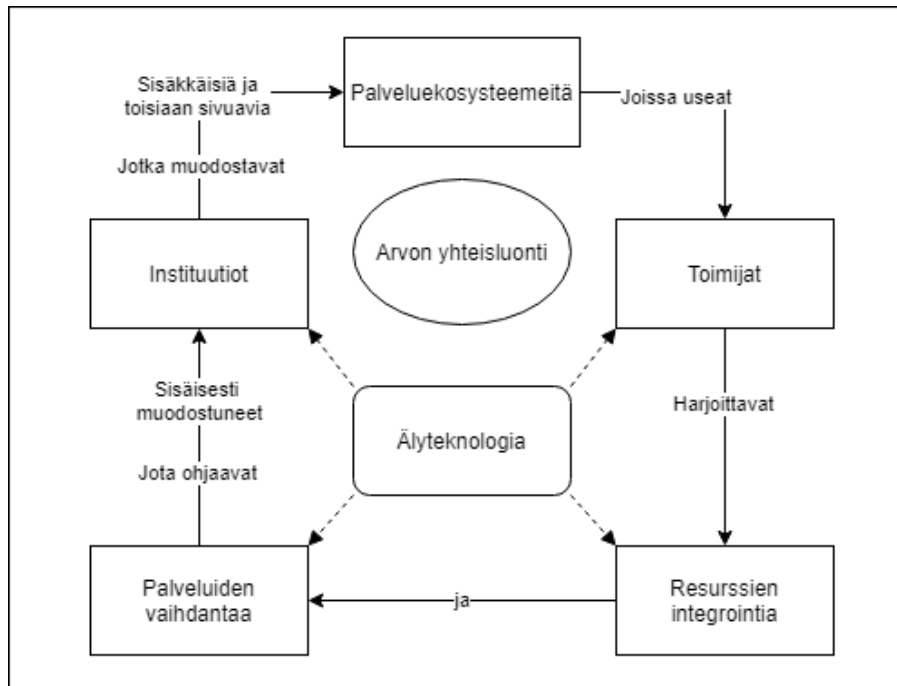 Sisäkkäisiä ja
toisiaan sivuavia
Palveluekosysteemeitä
Joissa useat
Jotka muodostavat
Instituutiot
Arvon yhteisluonti
Toimijat
Sisäisesti
muodostuneet
Älyteknologia
Harjoittavat
Jota ohjaavat
Palveluiden
vaihdantaa
ja
Resurssien
integrointia